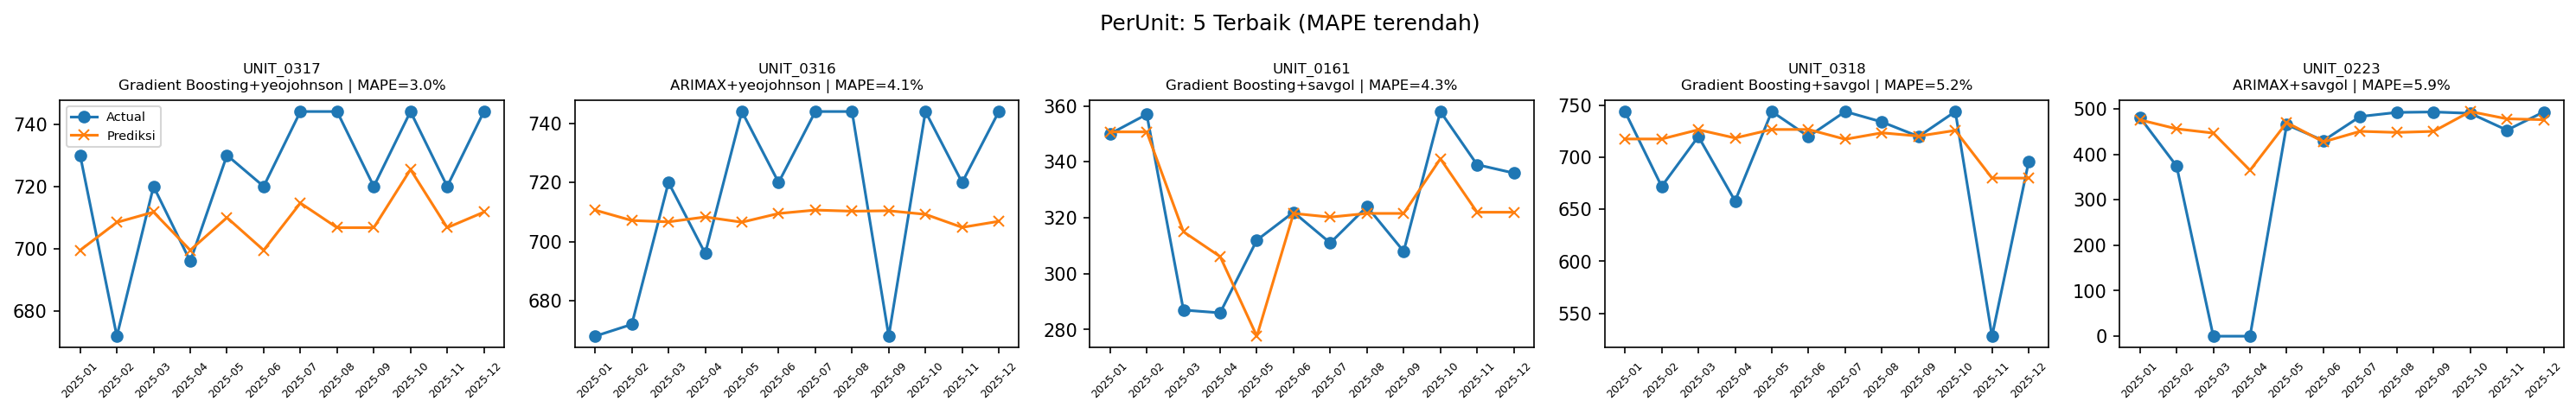 PerUnit: 5 Terbaik (MAPE terendah)
UNIT_0317
Gradient Boosting+yeojohnson | MAPE=3.0%
Actual
Prediksi
740
720
700
680
2025-01 2025-02 2025-03 2025-04 2025-05 2025-06 2025-07 2025-08 2025-09 2025-10 2025-11 2025-12
UNIT_0316
ARIMAX+yeojohnson | MAPE=4.1%
740
720
700
680
2025-01 2025-02 2025-03 2025-04 2025-05 2025-06 2025-07 2025-08 2025-09 2025-10 2025-11 2025-12
UNIT_0161
Gradient Boosting+savgol | MAPE=4.3%
360
340
320
300
280
2025-01 2025-02 2025-03 2025-04 2025-05 2025-06 2025-07 2025-08 2025-09 2025-10 2025-11 2025-12
UNIT_0318
Gradient Boosting+savgol | MAPE=5.2%
750
700
650
600
550
2025-01 2025-02 2025-03 2025-04 2025-05 2025-06 2025-07 2025-08 2025-09 2025-10 2025-11 2025-12
UNIT_0223
ARIMAX+savgol | MAPE=5.9%
500
400
300
200
100
0
2025-01 2025-02 2025-03 2025-04 2025-05 2025-06 2025-07 2025-08 2025-09 2025-10 2025-11 2025-12